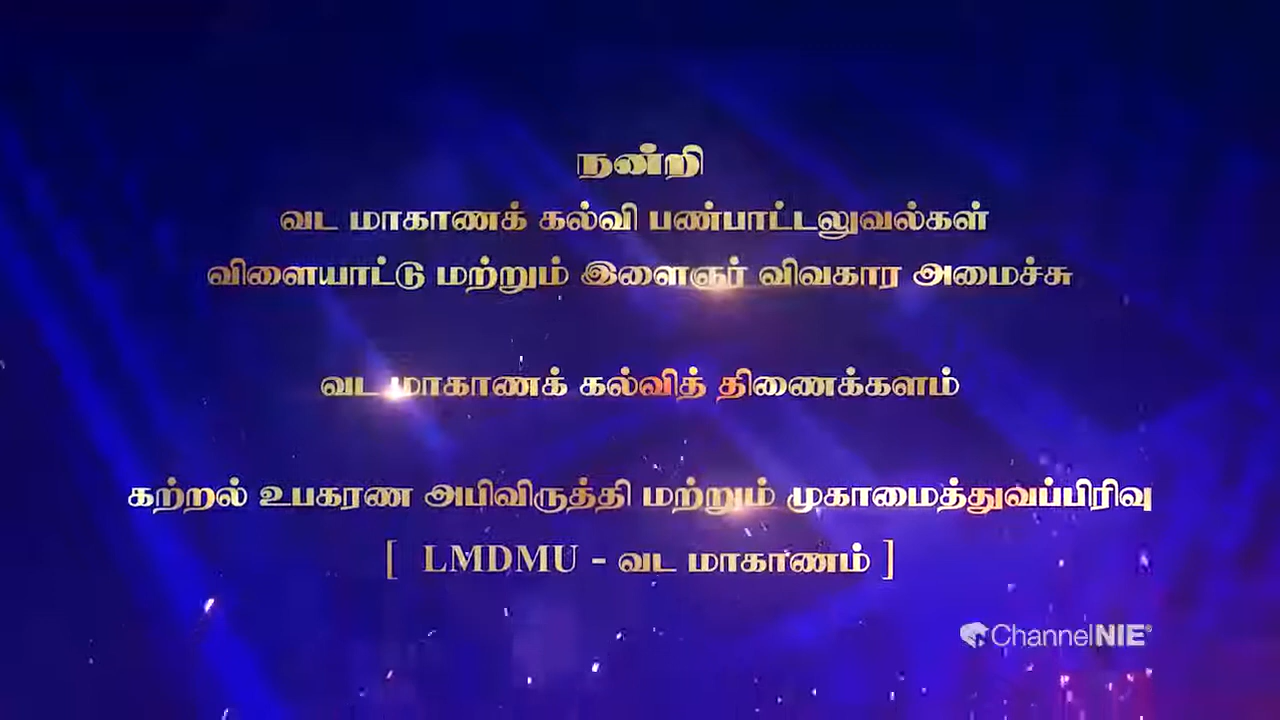 நன்றி
வட மாகாணக் கல்வி பண்பாட்டலுவல்கள்
விளையாட்டு மற்றும் இளைஞர் விவகார அமைச்சு
வட மாகாணக் கல்வித் திணைக்களம்
கற்றல் உபகரண அபிவிருத்தி மற்றும் முகாமைத்துவப்பிரிவு
[ LMDMU - வட மாகாணம் ]
ChannelNIE®